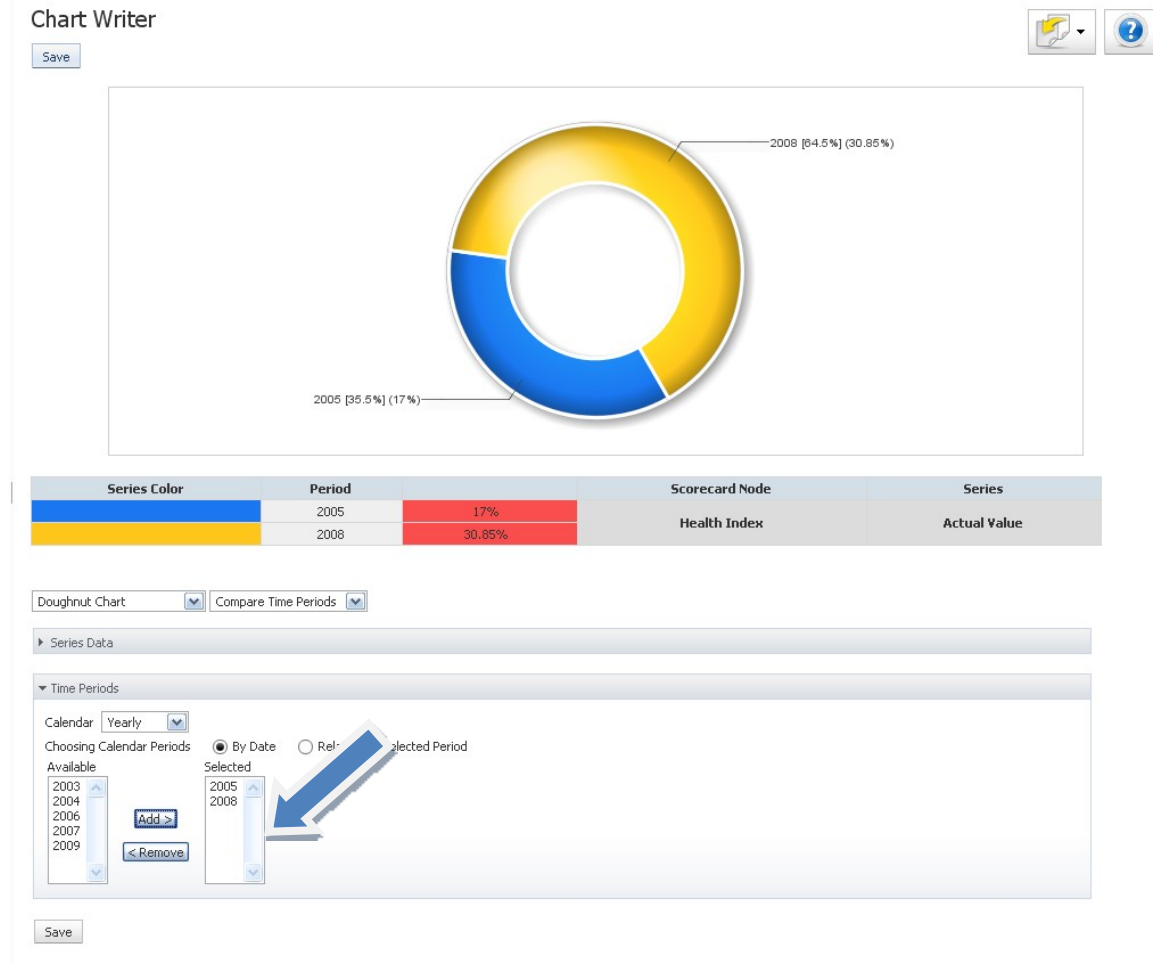 Chart Writer
Save
2008 [64.5%] (30.85%)
2005 [35.5%] (17%)
Series Color Period Scorecard Node Series
2005 17% Health Index Actual Value
2008 30.85%
Doughnut Chart Compare Time Periods
Series Data
Time Periods
Calendar Yearly
Choosing Calendar Periods By Date Period
Available Selected
2003 2005
2004 2008
2006 Add >
2007
2009 < Remove
Save